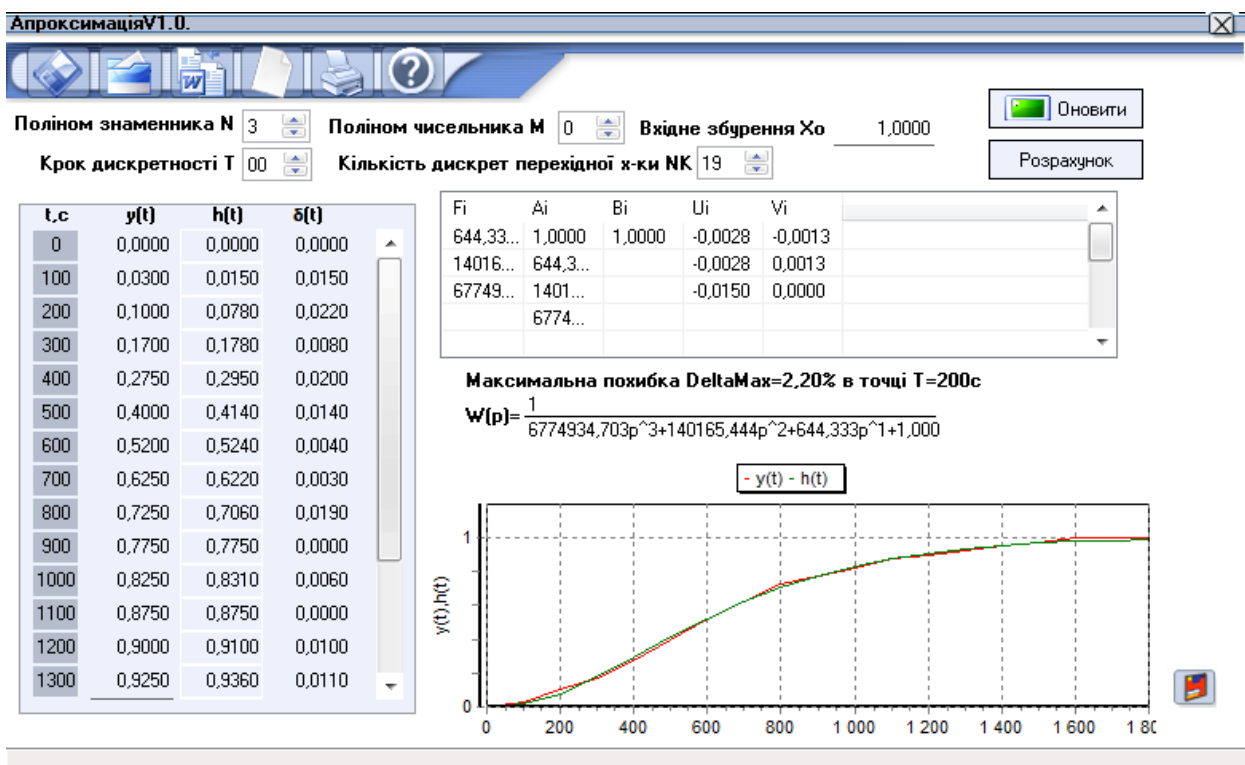 АпроксимаціяV1.0.
Поліном знаменника N 3 Поліном чисельника M 0 Вхідне збурення Xo 1,0000 Оновити
Крок дискретності T 00 Кількість дискрет перехідної х-ки NK 19 Розрахунок
t,c y(t) h(t) δ(t)
0 0,0000 0,0000 0,0000
100 0,0300 0,0150 0,0150
200 0,1000 0,0780 0,0220
300 0,1700 0,1780 0,0080
400 0,2750 0,2950 0,0200
500 0,4000 0,4140 0,0140
600 0,5200 0,5240 0,0040
700 0,6250 0,6220 0,0030
800 0,7250 0,7060 0,0190
900 0,7750 0,7750 0,0000
1000 0,8250 0,8310 0,0060
1100 0,8750 0,8750 0,0000
1200 0,9000 0,9100 0,0100
1300 0,9250 0,9360 0,0110
Fi Ai Bi Ui Vi
644,33... 1,0000 1,0000 -0,0028 -0,0013
14016... 644,3... -0,0028 0,0013
67749... 1401... -0,0150 0,0000
6774...
Максимальна похибка DeltaMax=2,20% в точці T=200с
W(p)= 1
6774934,703p^3+140165,444p^2+644,333p^1+1,000
- y(t) - h(t)
1
y(t),h(t)
0
0 200 400 600 800 1 000 1 200 1 400 1 600 1 80
W
?